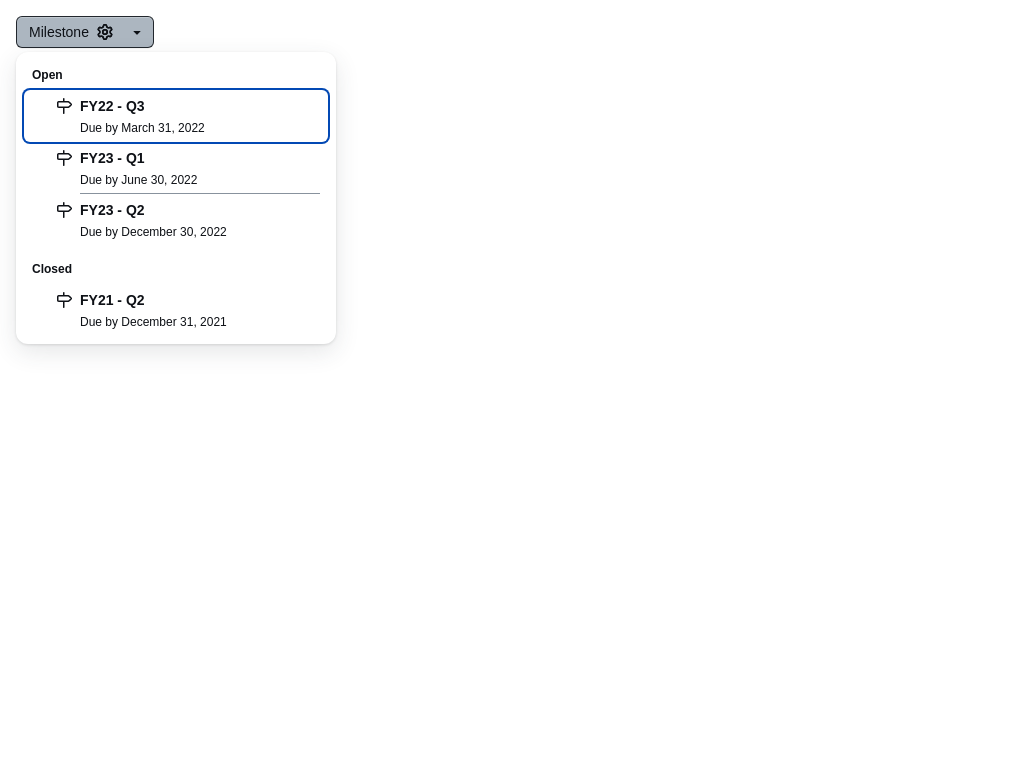 Milestone
Open
FY22 - Q3
Due by March 31, 2022
FY23 - Q1
Due by June 30, 2022
FY23 - Q2
Due by December 30, 2022
Closed
FY21 - Q2
Due by December 31, 2021